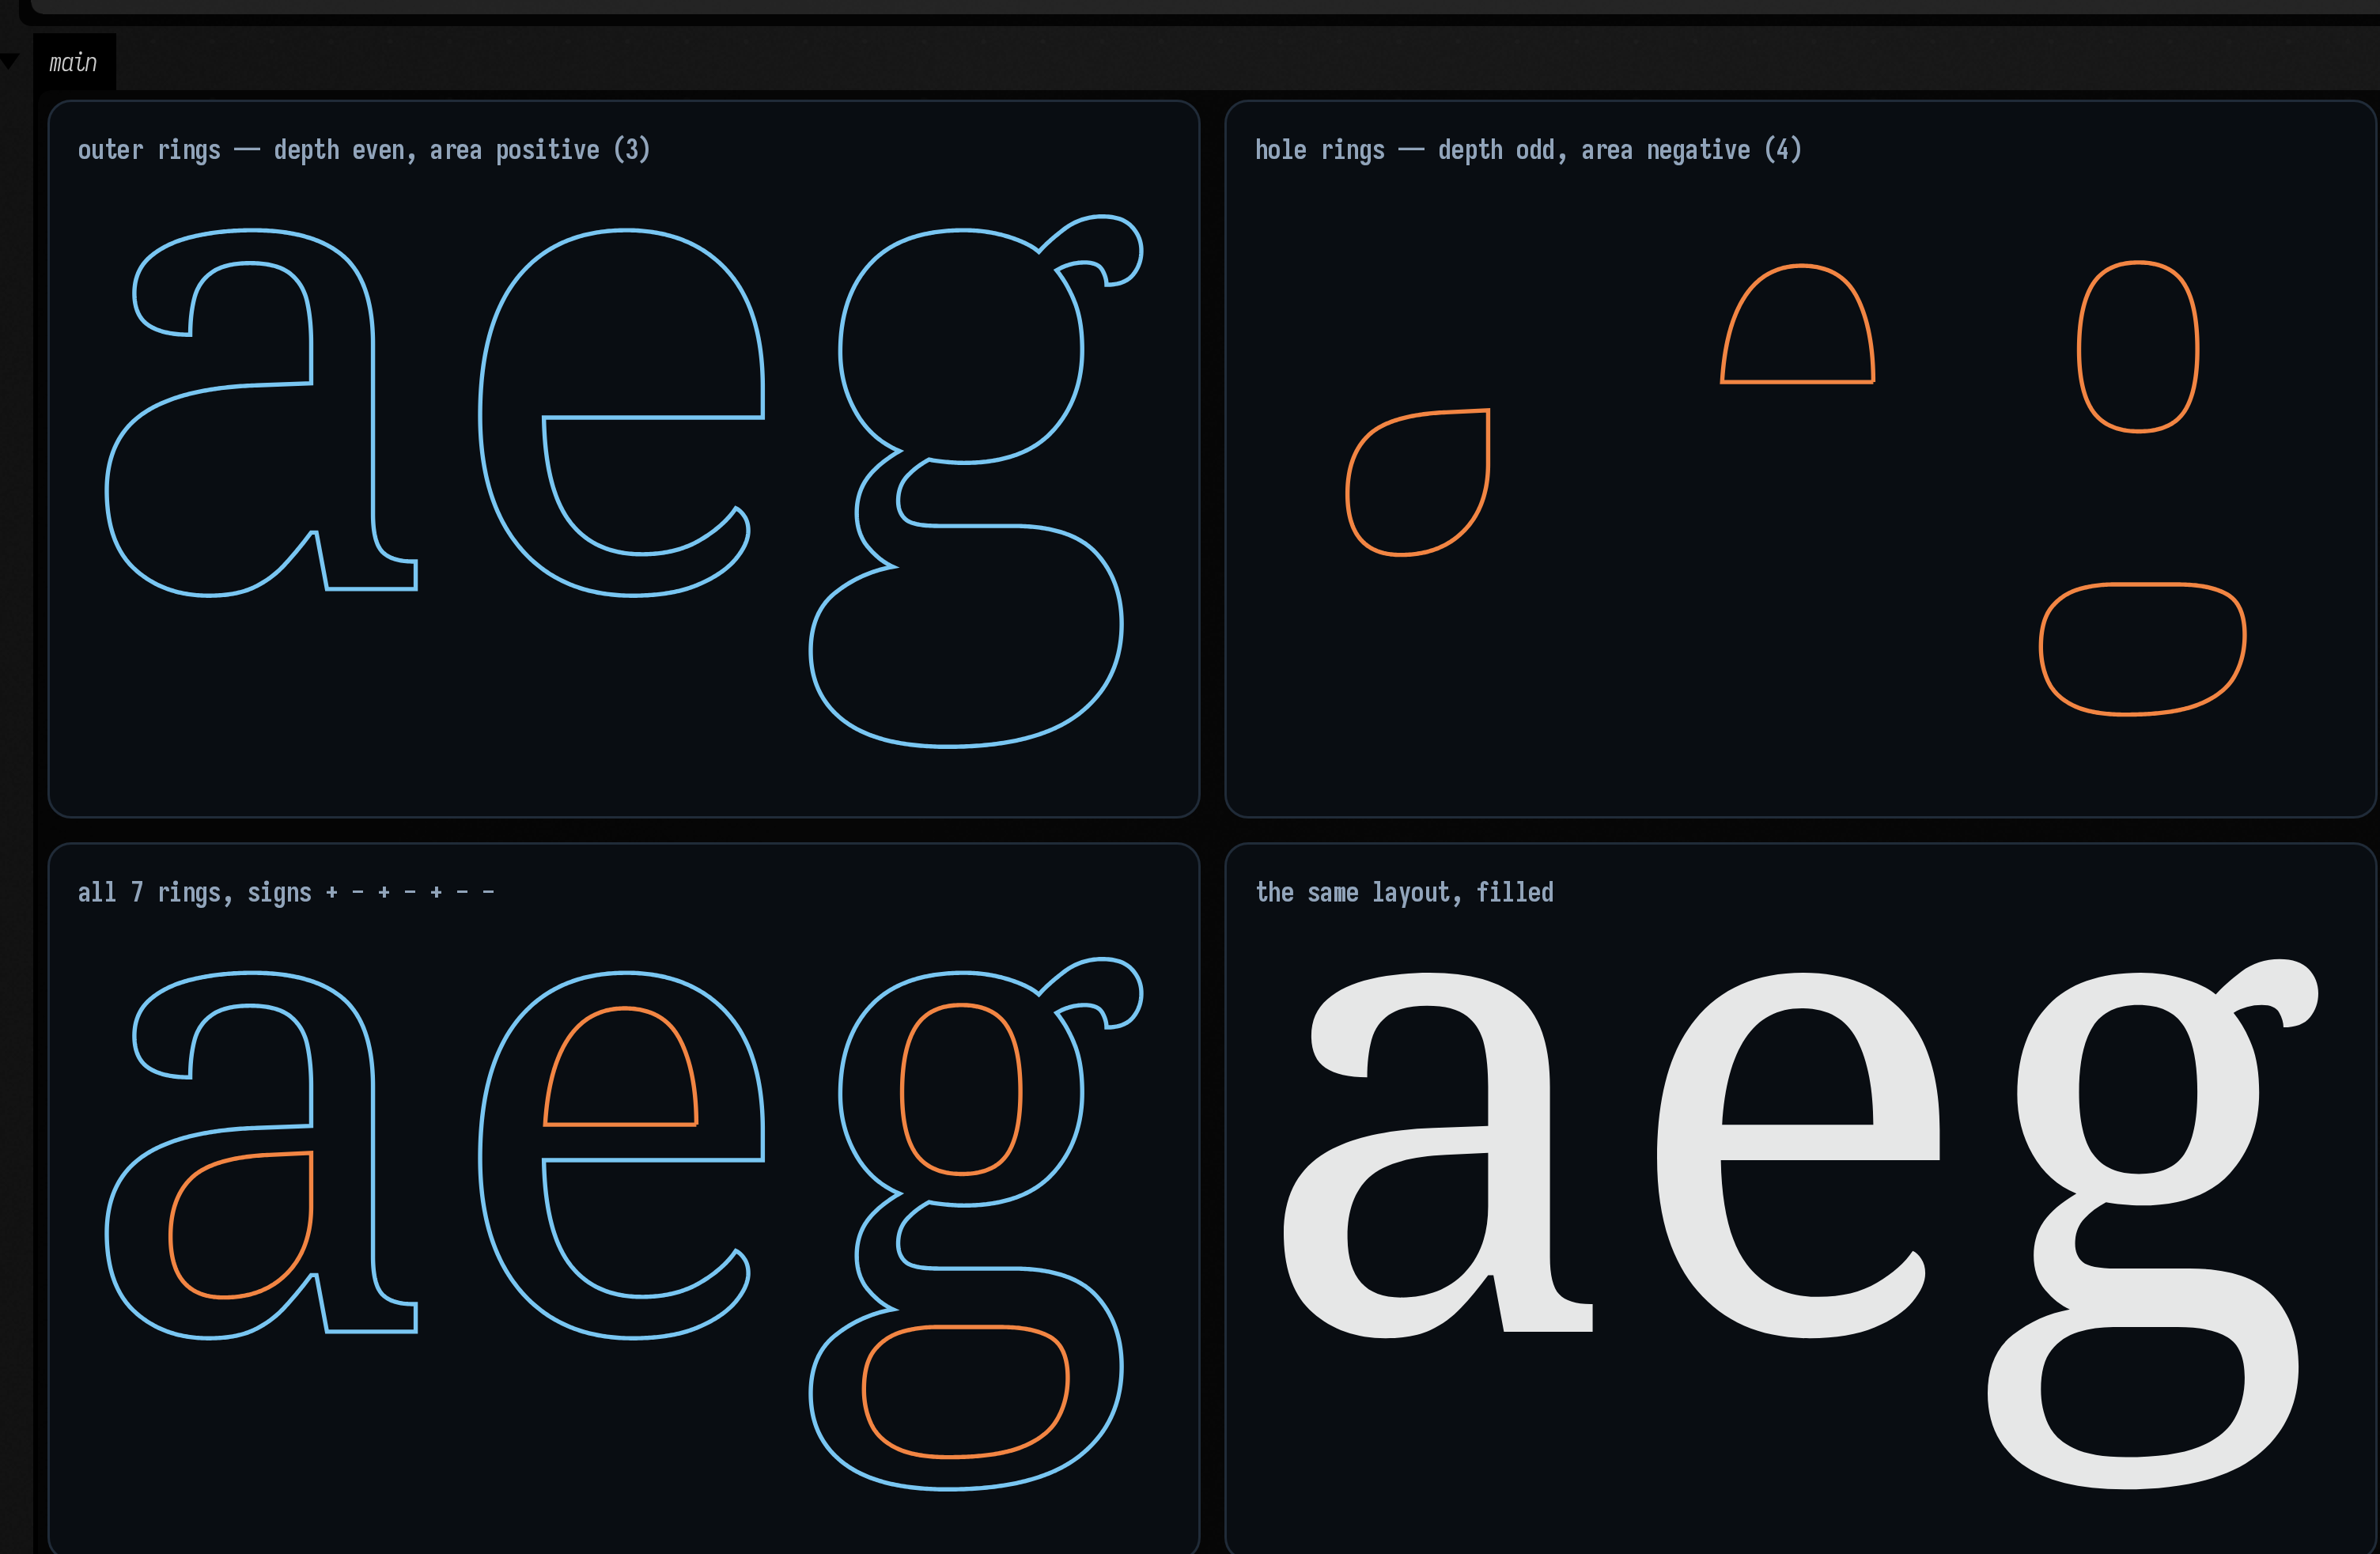 main
outer rings — depth even, area positive (3)
aeg
hole rings — depth odd, area negative (4)
all 7 rings, signs + − + − + − −
aeg
the same layout, filled
aeg